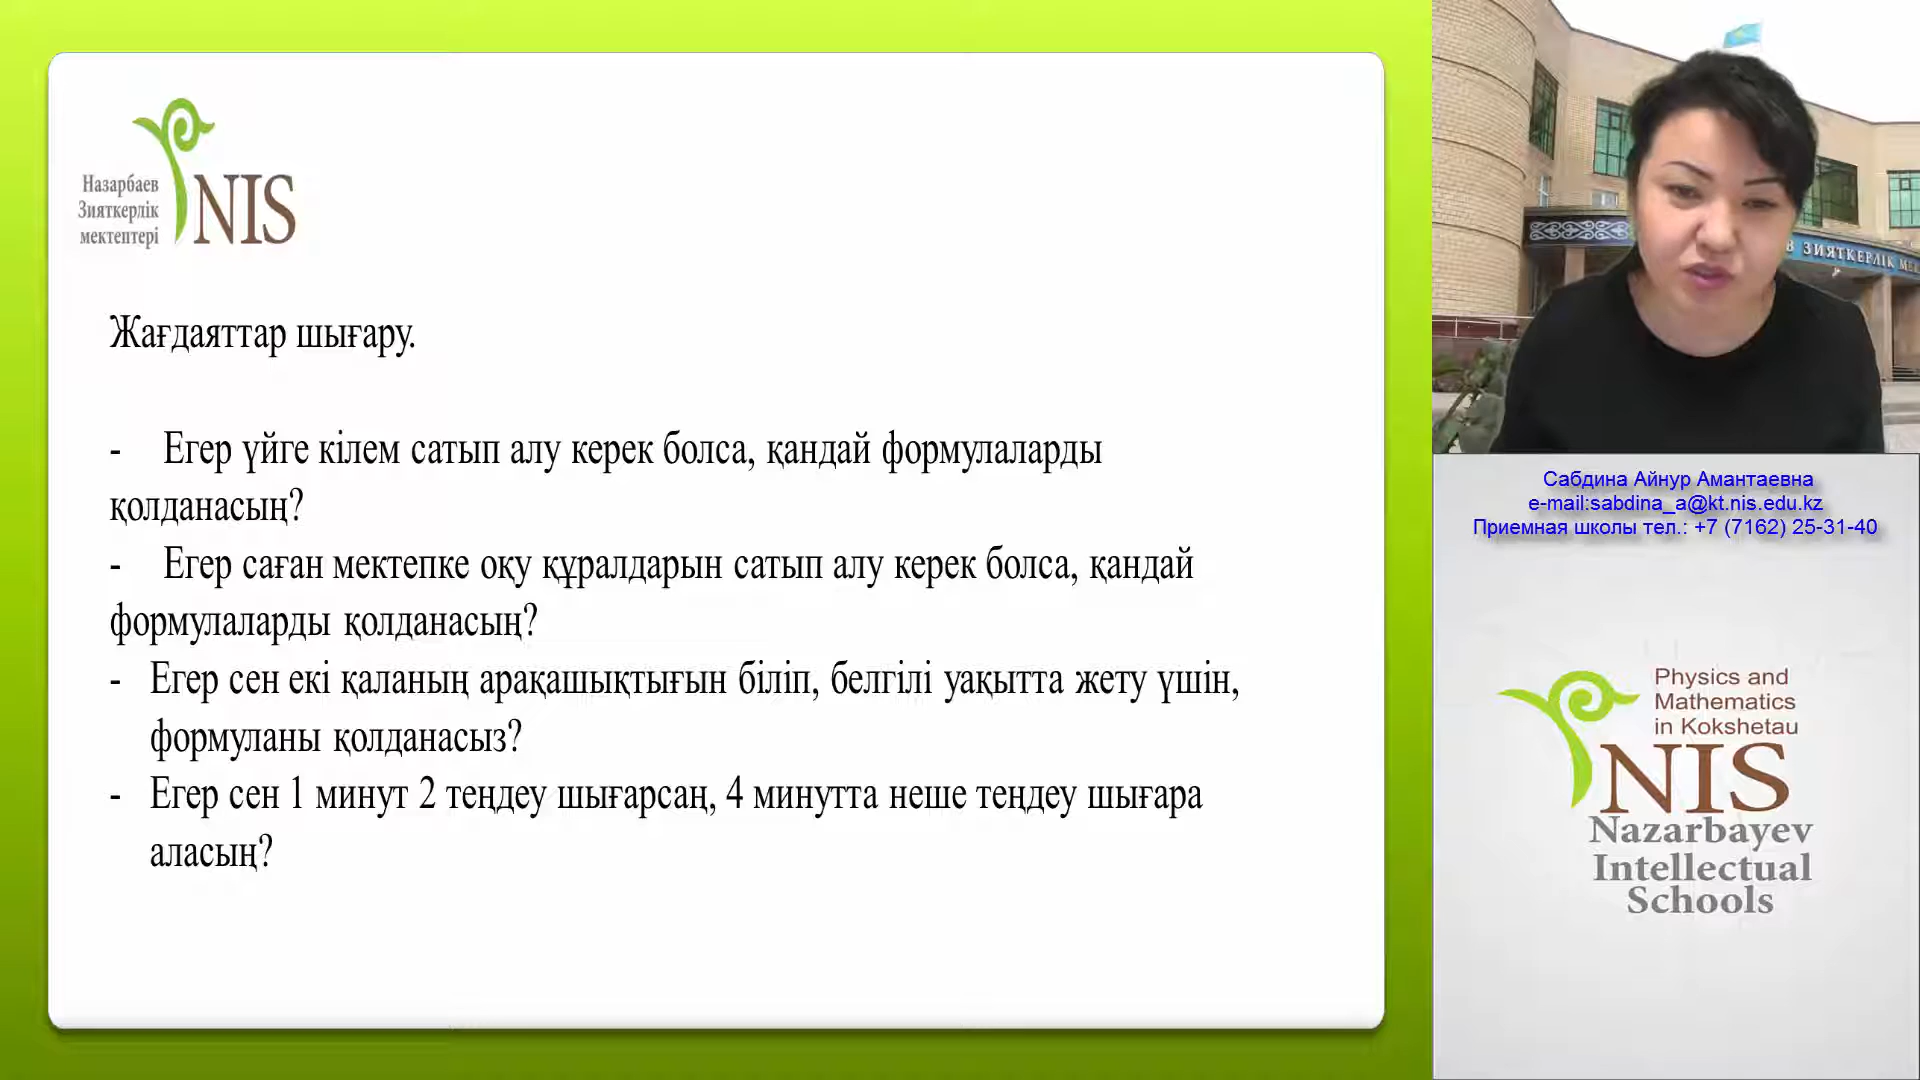 Назарбаев
Зияткерлік
мектептері
NIS
Жағдаяттар шығару.
- Егер үйге кілем сатып алу керек болса, қандай формулаларды
қолданасың?
- Егер саған мектепке оқу құралдарын сатып алу керек болса, қандай
формулаларды қолданасың?
- Егер сен екі қаланың арақашықтығын біліп, белгілі уақытта жету үшін,
формуланы қолданасыз?
- Егер сен 1 минут 2 теңдеу шығарсаң, 4 минутта неше теңдеу шығара
аласың?
В ЗИЯТКЕРЛІК
Сабдина Айнур Амантаевна
e-mail:sabdina_a@kt.nis.edu.kz
Приемная школы тел.: +7 (7162) 25-31-40
Physics and
Mathematics
in Kokshetau
NIS
Nazarbayev
Intellectual
Schools